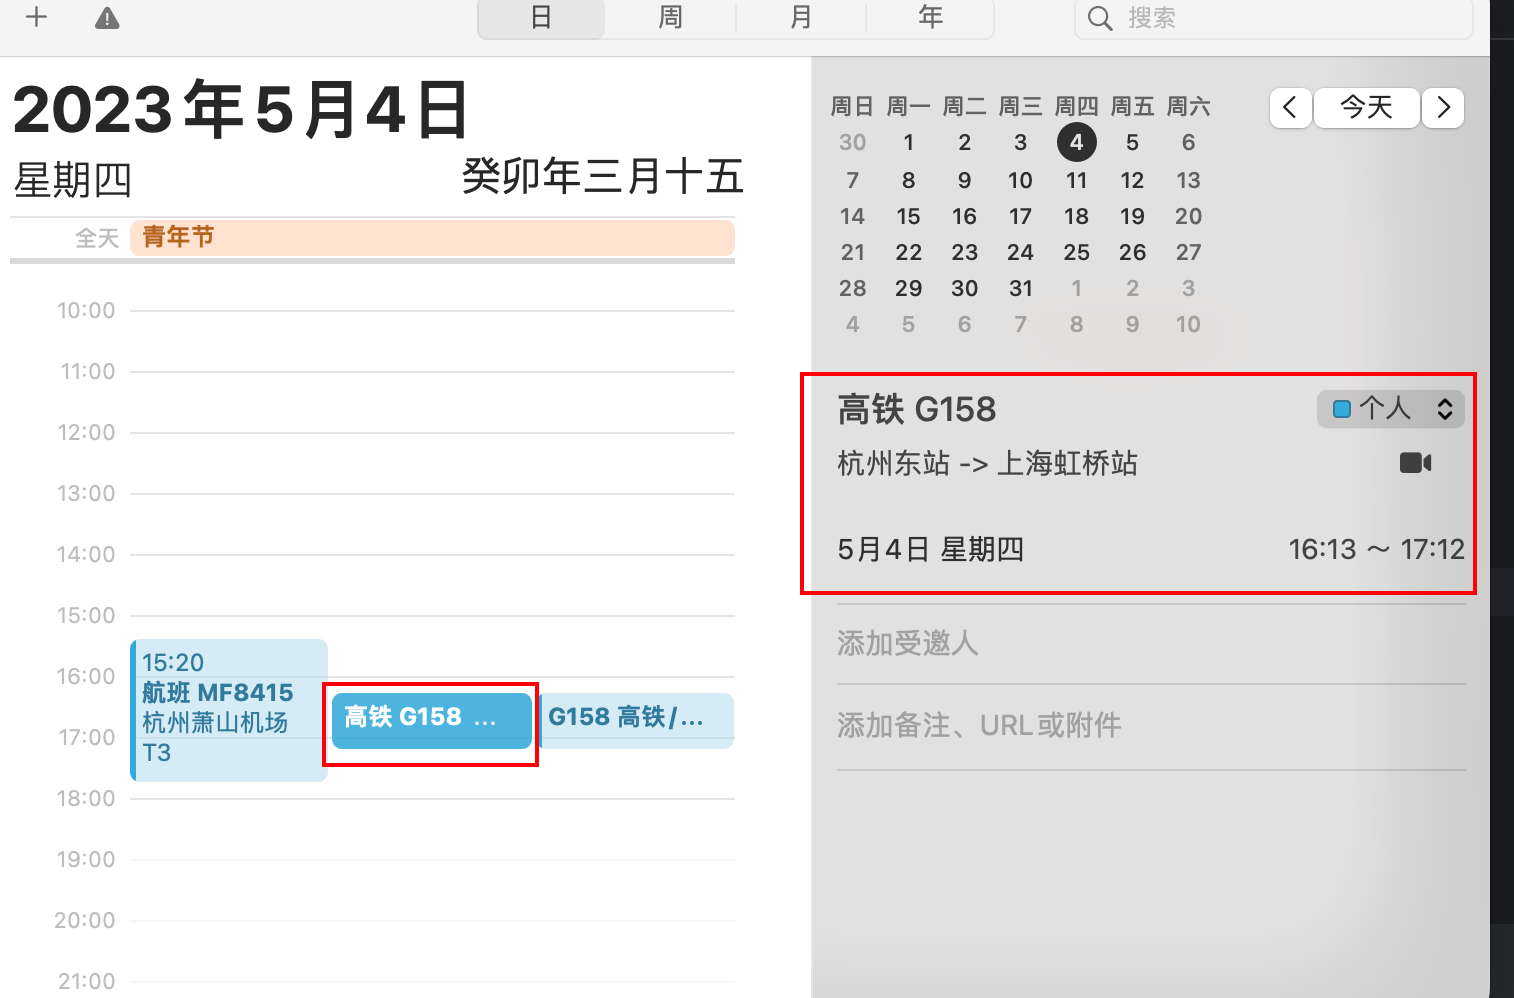 日 周 月 年 搜索
2023年5月4日
星期四 癸卯年三月十五
全天 青年节
10:00
11:00
12:00
13:00
14:00
15:00
16:00
17:00
18:00
19:00
20:00
21:00
15:20
航班 MF8415
杭州萧山机场
T3
高铁 G158 ...
G158 高铁/...
周日 周一 周二 周三 周四 周五 周六
30 1 2 3 4 5 6
7 8 9 10 11 12 13
14 15 16 17 18 19 20
21 22 23 24 25 26 27
28 29 30 31 1 2 3
4 5 6 7 8 9 10
今天
高铁 G158 个人
杭州东站 -> 上海虹桥站
5月4日 星期四 16:13 ～ 17:12
添加受邀人
添加备注、URL或附件